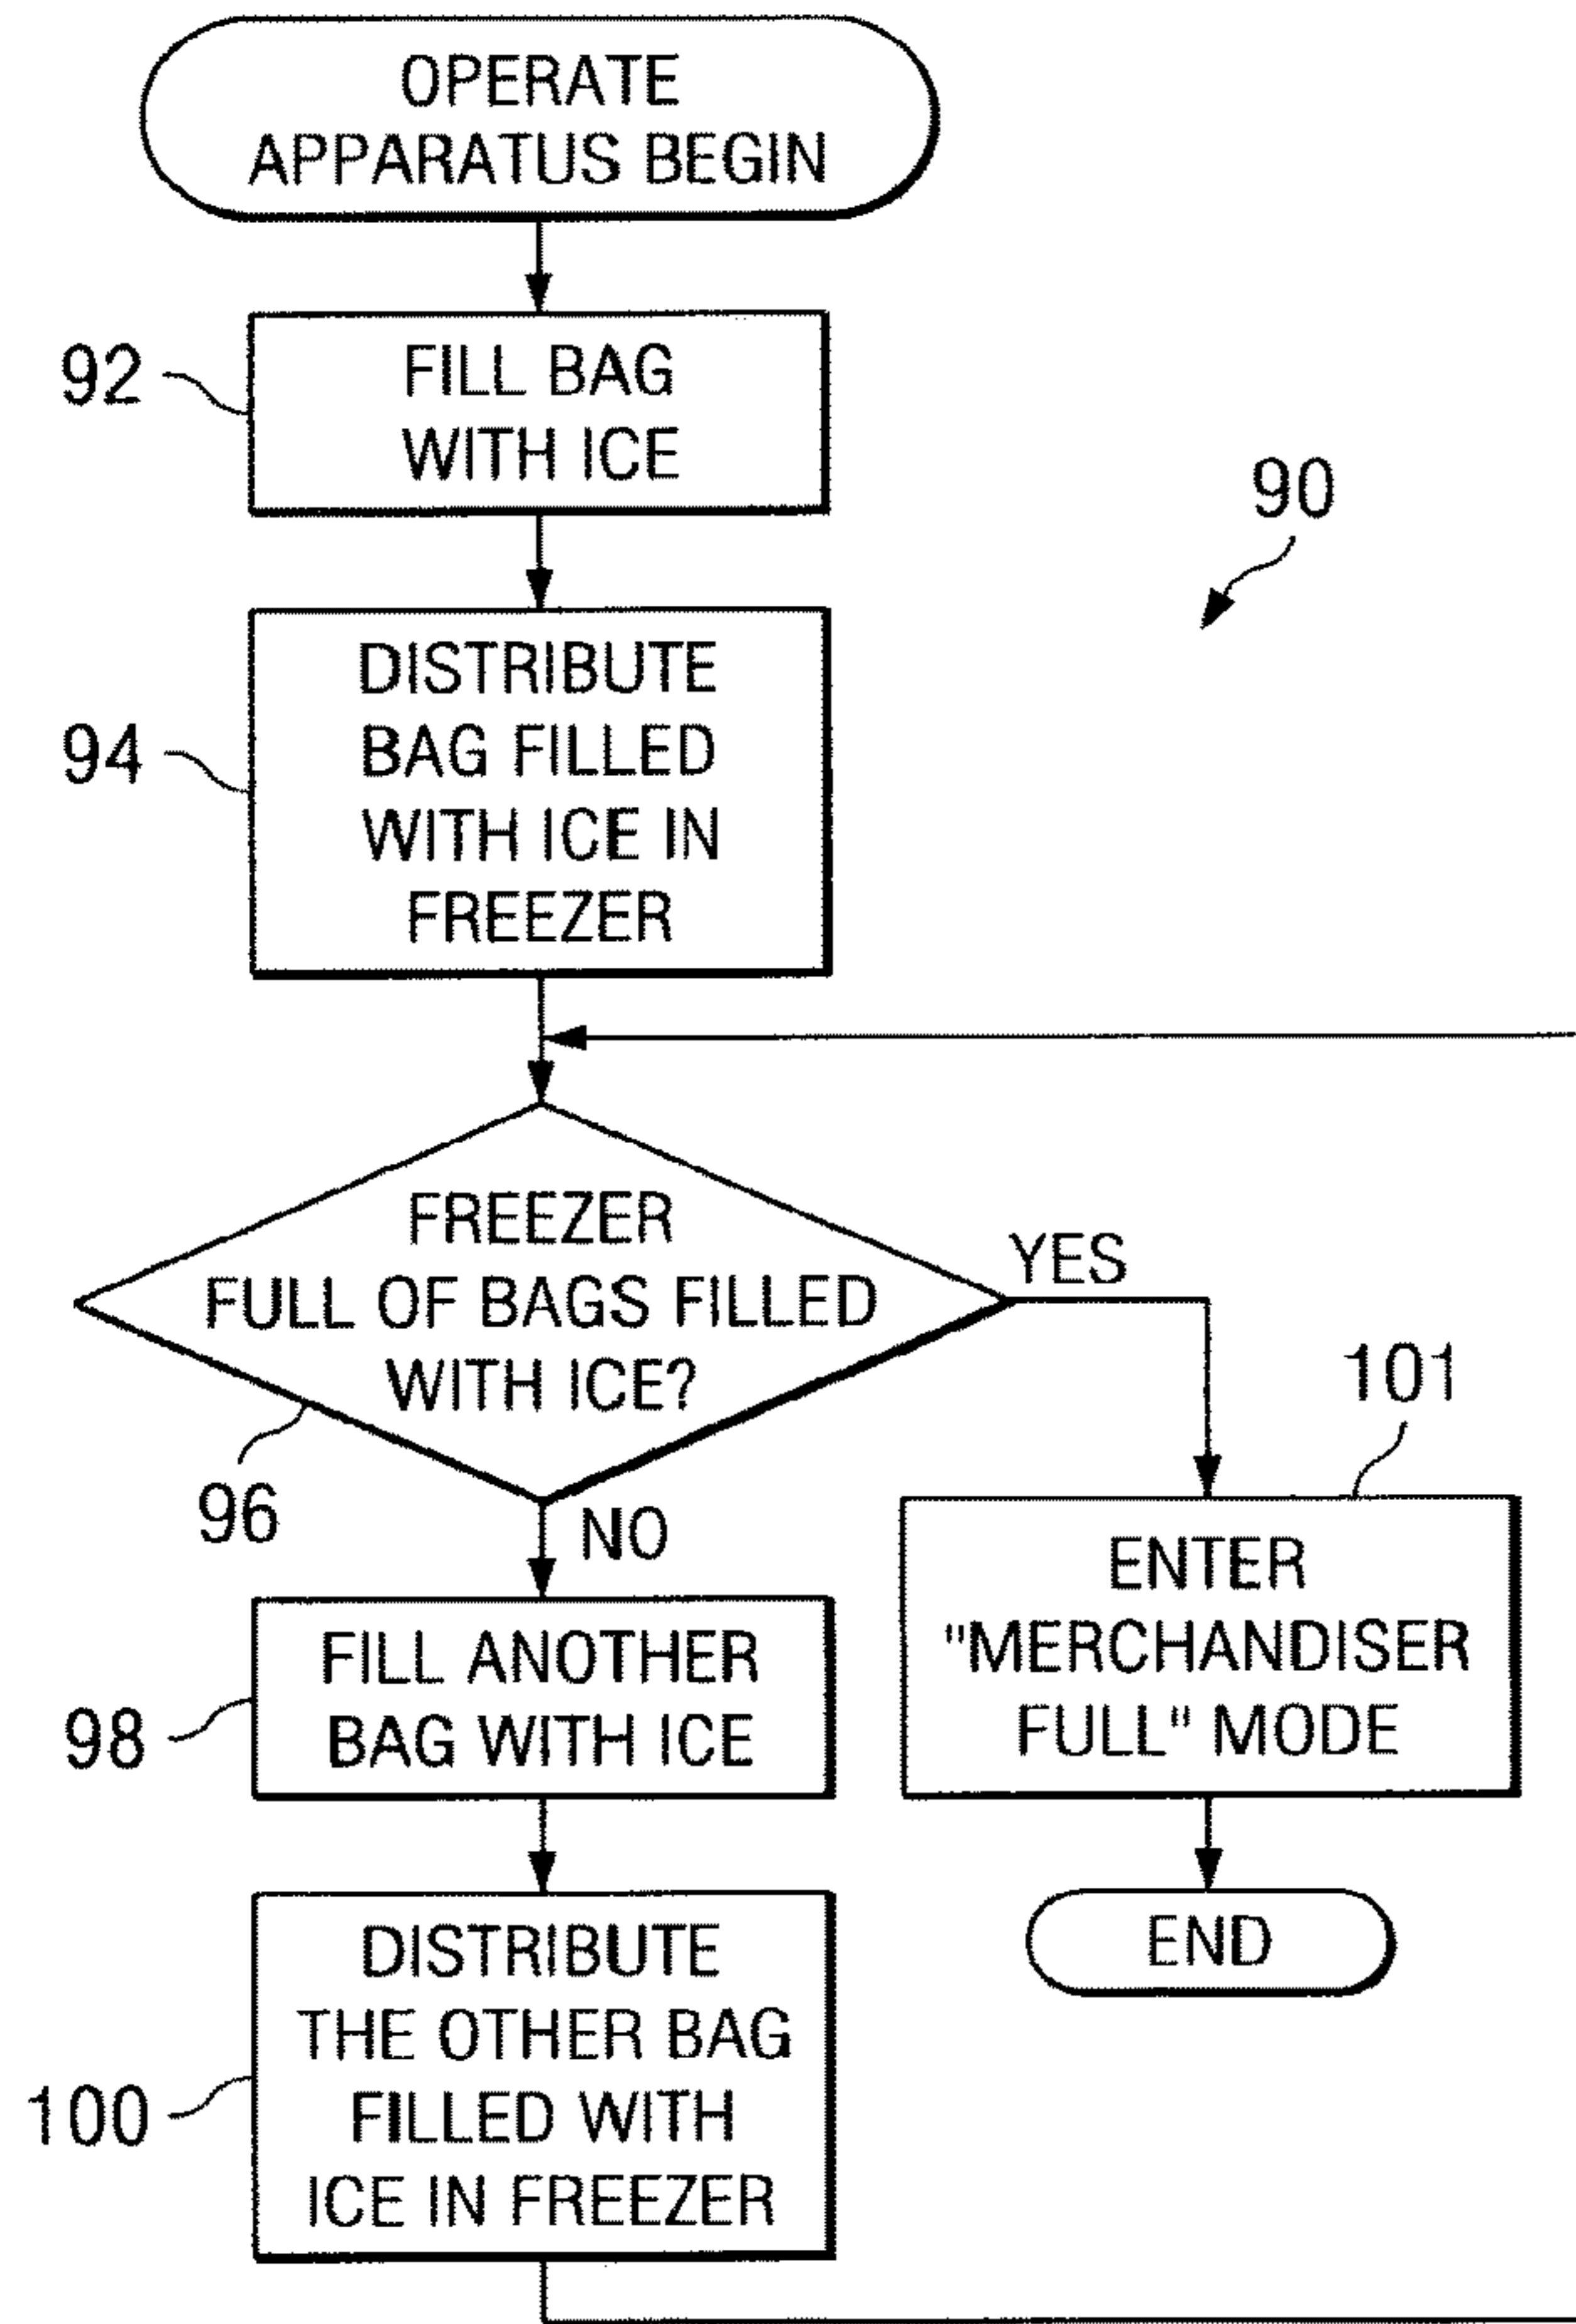 OPERATE
APPARATUS BEGIN
92
FILL BAG
WITH ICE
90
94
DISTRIBUTE
BAG FILLED
WITH ICE IN
FREEZER
FREEZER
FULL OF BAGS FILLED
WITH ICE?
YES
96
NO
101
98
FILL ANOTHER
BAG WITH ICE
ENTER
"MERCHANDISER
FULL" MODE
100
DISTRIBUTE
THE OTHER BAG
FILLED WITH
ICE IN FREEZER
END